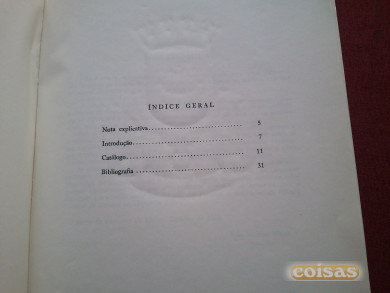 ÍNDICE GERAL
Nota explicativa........................ 5
Introdução.............................. 7
Catálogo................................ 11
Bibliografia............................ 31
coisas